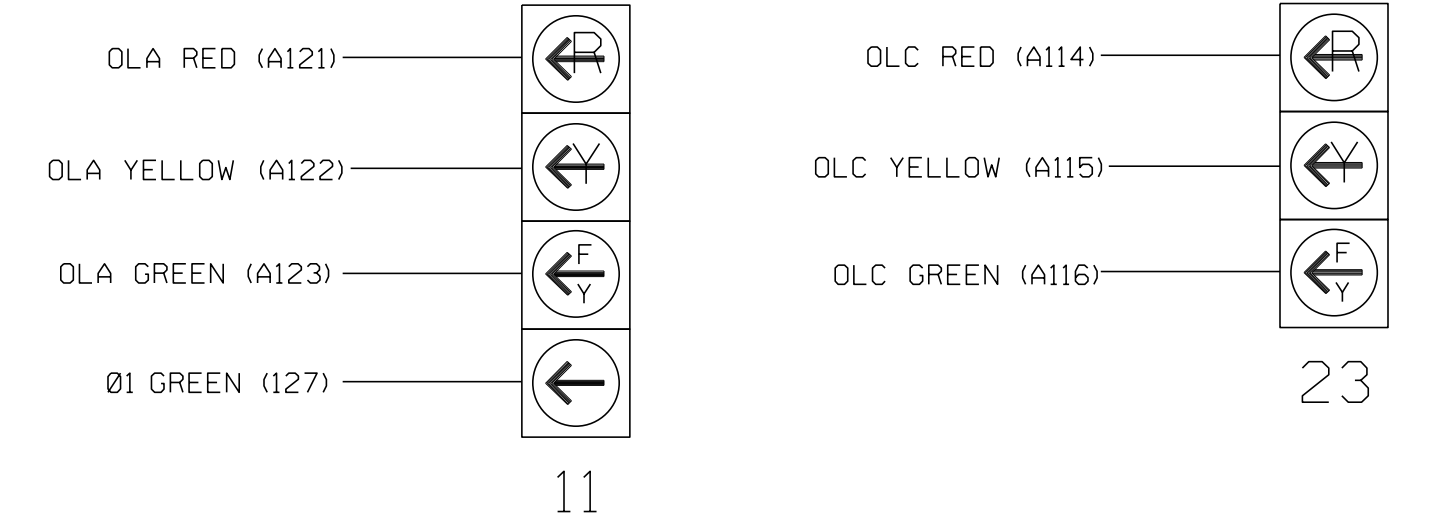 OLA RED (A121)
R
OLA YELLOW (A122)
Y
OLA GREEN (A123)
F
Y
Ø1 GREEN (127)
11
OLC RED (A114)
R
OLC YELLOW (A115)
Y
OLC GREEN (A116)
F
Y
23